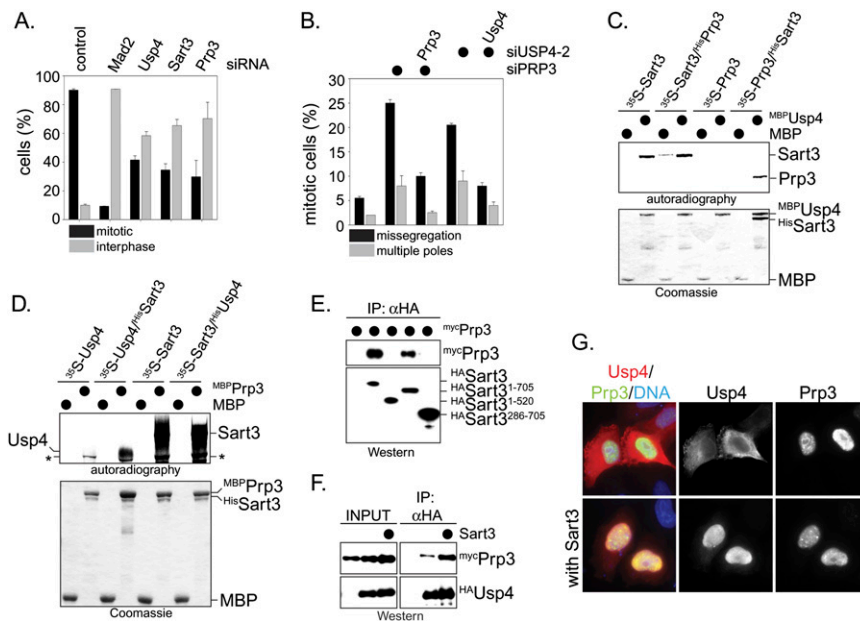 A.
control
Mad2
Usp4
Sart3
Prp3
siRNA
100
80
60
40
20
0
cells (%)
mitotic
interphase
B.
Prp3
Usp4
siUSP4-2
siPRP3
30
25
20
15
10
5
0
mitotic cells (%)
missegregation
multiple poles
C.
35S-Sart3
35S-Sart3/HisPrp3
35S-Prp3
35S-Prp3/HisSart3
MBPUsp4
MBP
Sart3
Prp3
autoradiography
MBPUsp4
HisSart3
MBP
Coomassie
D.
35S-Usp4
35S-Usp4/HisSart3
35S-Sart3
35S-Sart3/HisUsp4
MBPPrp3
MBP
Usp4
*
Sart3
*
autoradiography
MBPPrp3
HisSart3
MBP
Coomassie
E.
IP: αHA
mycPrp3
mycPrp3
HASart3
HASart31-705
HASart31-520
HASart3286-705
Western
F.
INPUT
IP:
αHA
Sart3
mycPrp3
HAUsp4
Western
G.
Usp4/
Prp3/DNA
Usp4
Prp3
with Sart3